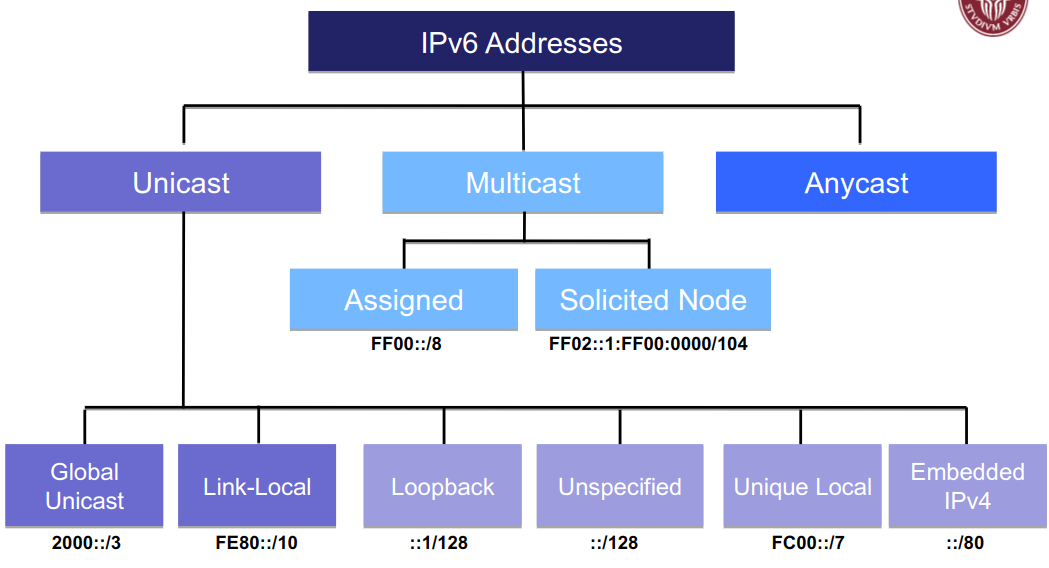 STVDIVM VRBIS
IPv6 Addresses
Unicast
Multicast
Anycast
Assigned
FF00::/8
Solicited Node
FF02::1:FF00:0000/104
Global
Unicast
2000::/3
Link-Local
FE80::/10
Loopback
::1/128
Unspecified
::/128
Unique Local
FC00::/7
Embedded
IPv4
::/80